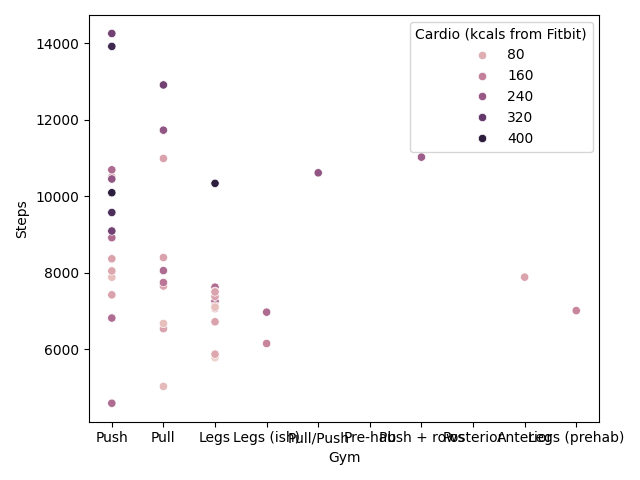 Cardio (kcals from Fitbit)
80
160
240
320
400
14000
12000
10000
8000
6000
Steps
Push Pull Legs Legs (ish) Pull/Push Pre-hab Push + rows Posterior Anterior Legs (prehab)
Gym